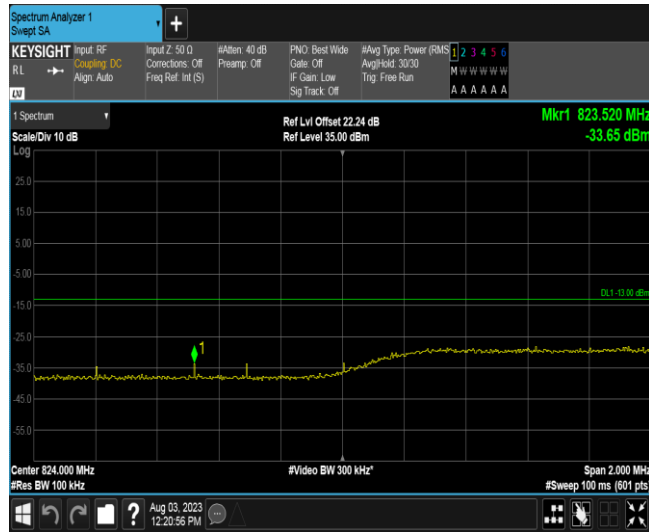 Spectrum Analyzer 1
Swept SA
KEYSIGHT
Input: RF
Coupling: DC
Align: Auto
Input Z: 50 Ω
Corrections: Off
Freq Ref: Int (S)
#Atten: 40 dB
Preamp: Off
PNO: Best Wide
Gate: Off
IF Gain: Low
Sig Track: Off
#Avg Type: Power (RMS
Avg|Hold: 30/30
Trig: Free Run
1 2 3 4 5 6
M W W W W W
A A A A A A
R L
LXI
1 Spectrum
Scale/Div 10 dB
Log
Ref Lvl Offset 22.24 dB
Ref Level 35.00 dBm
Mkr1 823.520 MHz
-33.65 dBm
25.0
15.0
5.00
-5.00
DL1 -13.00 dBm
-15.0
-25.0
1
-35.0
-45.0
-55.0
Center 824.000 MHz
#Res BW 100 kHz
#Video BW 300 kHz*
Span 2.000 MHz
#Sweep 100 ms (601 pts)
?
Aug 03, 2023
12:20:56 PM